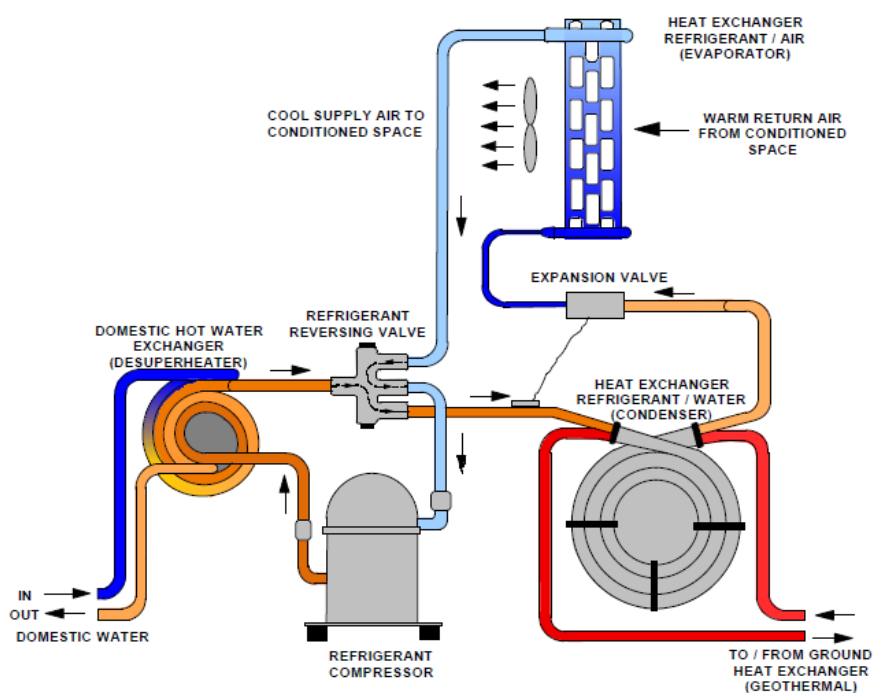 HEAT EXCHANGER
REFRIGERANT / AIR
(EVAPORATOR)
COOL SUPPLY AIR TO
CONDITIONED SPACE
WARM RETURN AIR
FROM CONDITIONED
SPACE
EXPANSION VALVE
REFRIGERANT
REVERSING VALVE
DOMESTIC HOT WATER
EXCHANGER
(DESUPERHEATER)
HEAT EXCHANGER
REFRIGERANT / WATER
(CONDENSER)
IN
OUT
DOMESTIC WATER
REFRIGERANT
COMPRESSOR
TO / FROM GROUND
HEAT EXCHANGER
(GEOTHERMAL)